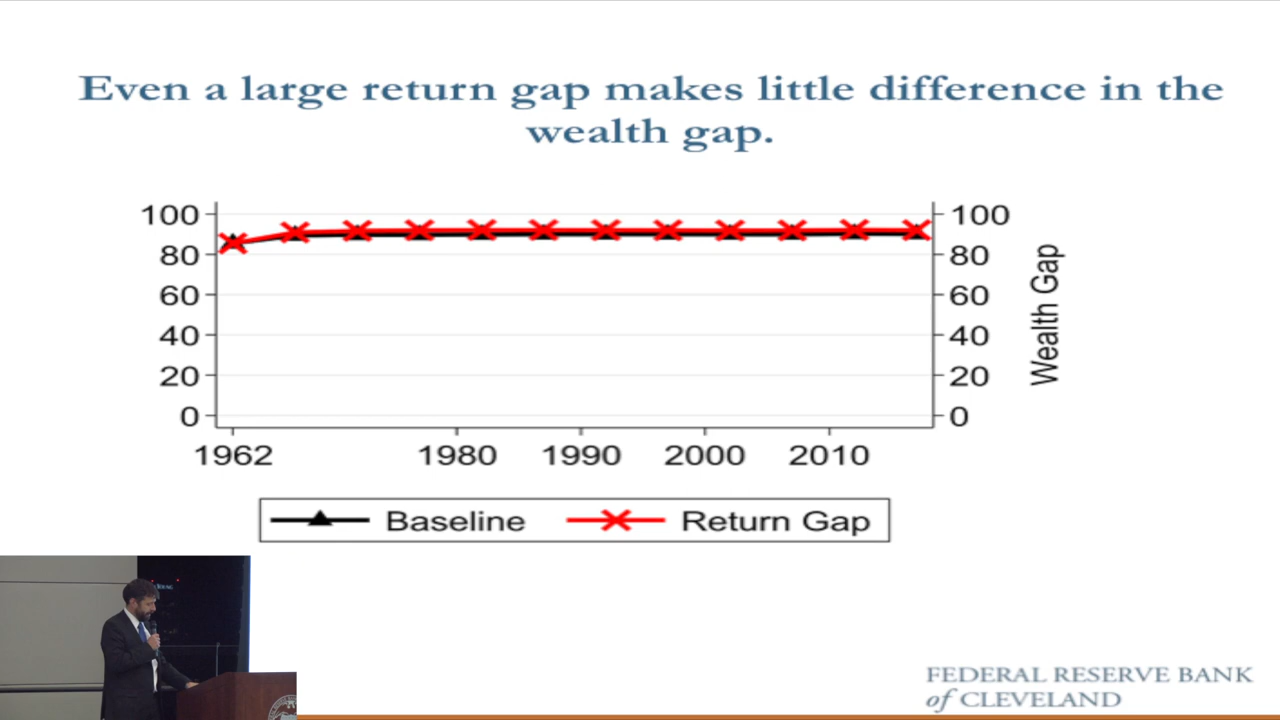 Even a large return gap makes little difference in the
wealth gap.
100
80
60
40
20
0
100
80
60
40
20
0
Wealth Gap
1962 1980 1990 2000 2010
Baseline Return Gap
FEDERAL RESERVE BANK
of CLEVELAND